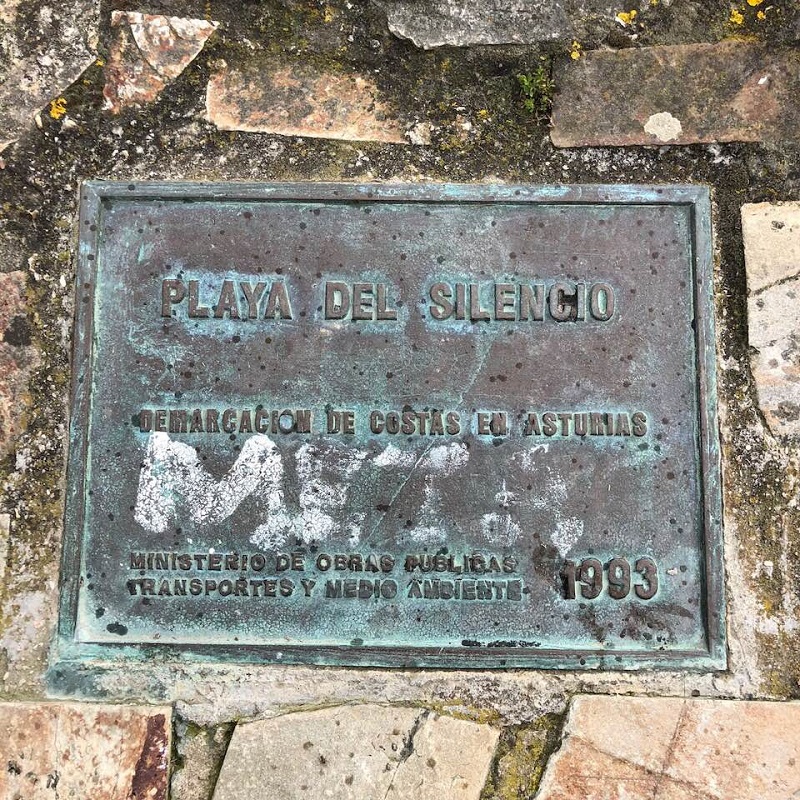 PLAYA DEL SILENCIO
DEMARCACION DE COSTAS EN ASTURIAS
MINISTERIO DE OBRAS PUBLICAS
TRANSPORTES Y MEDIO AMBIENTE 1993